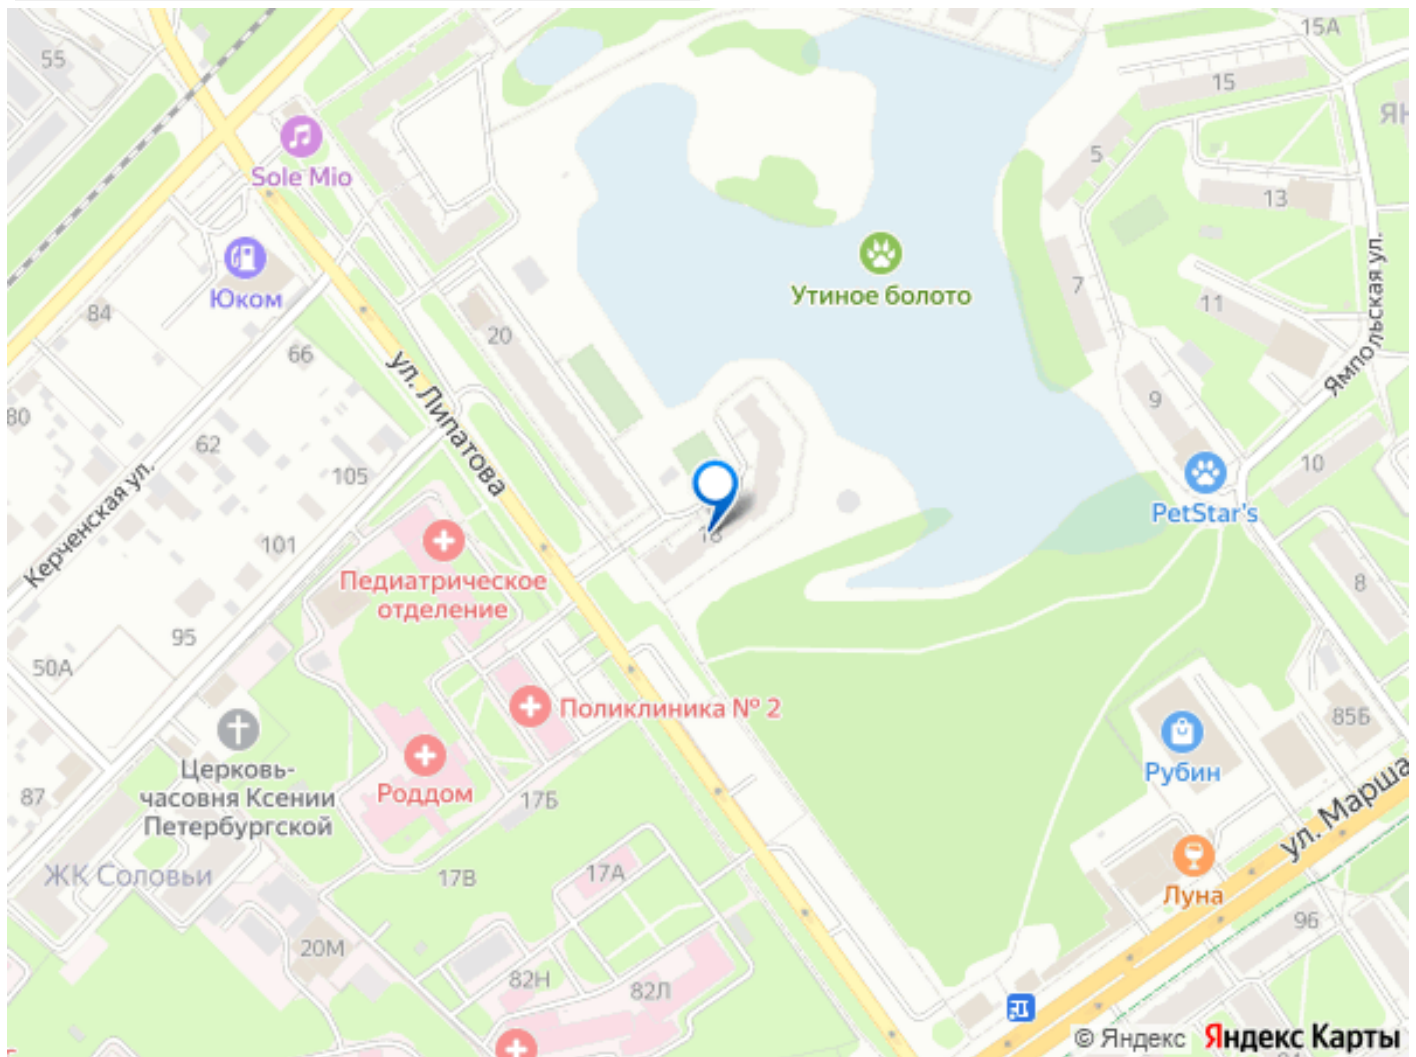 55
15А
15
Sole Mio
5
13
Утиное болото
Юком
84
20
7
11
66
ул. Липатова
Ямпольская ул.
80
62
9
105
10
PetStar's
Керченская ул.
101
18
8
Педиатрическое
отделение
95
50А
Поликлиника № 2
85Б
Церковь-
часовня Ксении
Петербургской
Роддом
Рубин
87
17Б
ул. Марша
ЖК Соловьи
17В
17А
Луна
20М
9Б
82Н
82Л
© Яндекс
Яндекс Карты